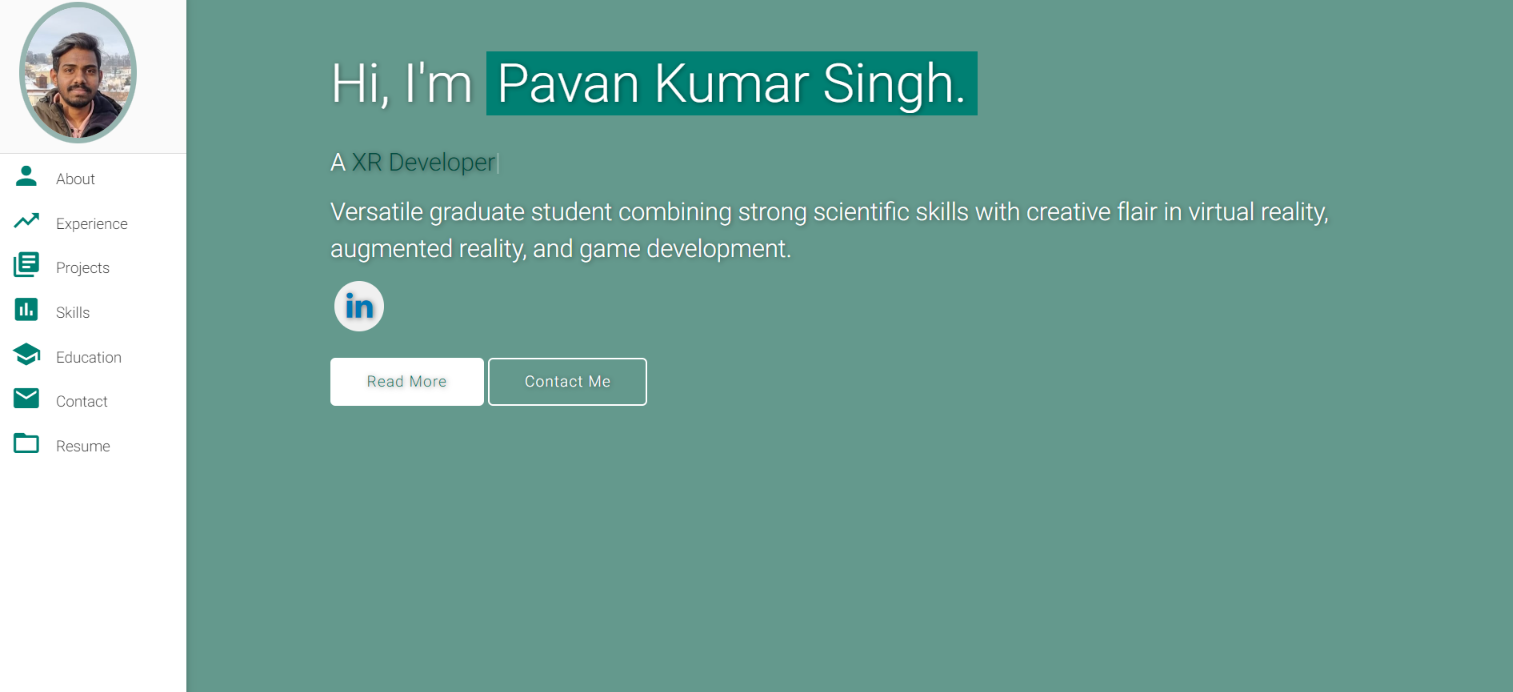 About
Experience
Projects
Skills
Education
Contact
Resume
Hi, I'm Pavan Kumar Singh.
A XR Developer
Versatile graduate student combining strong scientific skills with creative flair in virtual reality,
augmented reality, and game development.
in
Read More
Contact Me